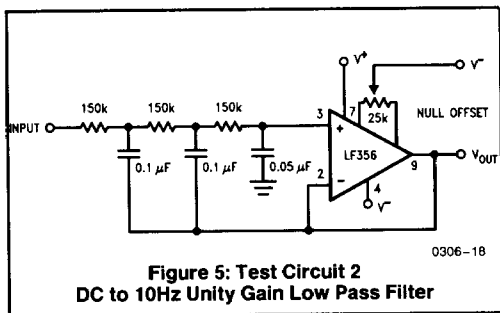 V+
V-
150k
150k
150k
7
25k
NULL OFFSET
INPUT
3
+
LF356
9
VOUT
0.1 µF
0.1 µF
0.05 µF
2
-
4
V-
0306-18
Figure 5: Test Circuit 2
DC to 10Hz Unity Gain Low Pass Filter